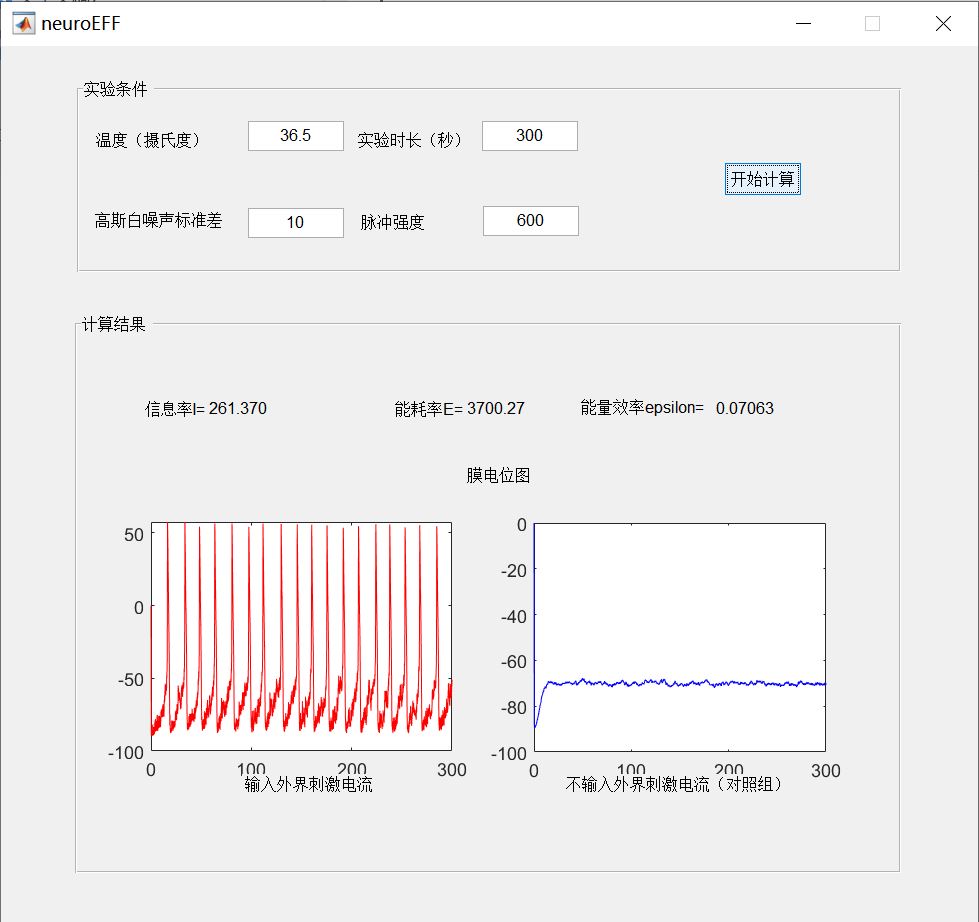 neuroEFF
实验条件
温度（摄氏度） 36.5 实验时长（秒） 300
开始计算
高斯白噪声标准差 10 脉冲强度 600
计算结果
信息率I= 261.370 能耗率E= 3700.27 能量效率epsilon= 0.07063
膜电位图
50
0
-50
-100
0 100 200 300
输入外界刺激电流
0
-20
-40
-60
-80
-100
0 100 200 300
不输入外界刺激电流（对照组）